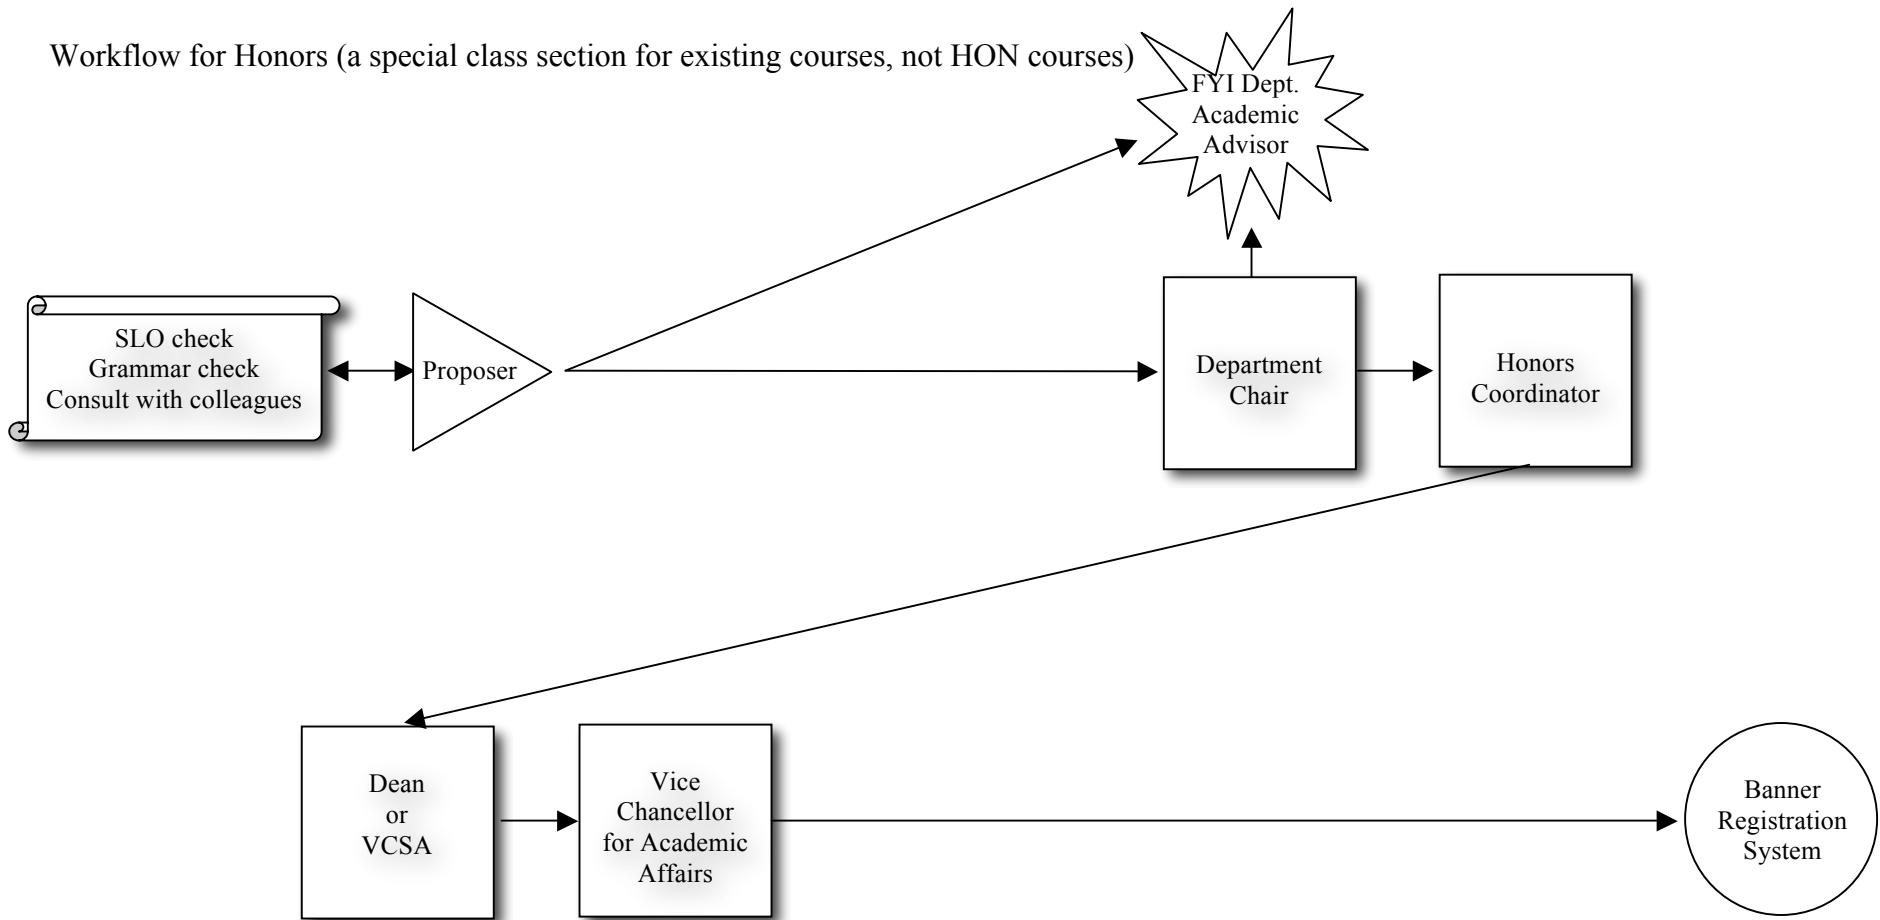 Workflow for Honors (a special class section for existing courses, not HON courses)
FYI Dept.
Academic
Advisor
SLO check
Grammar check
Consult with colleagues
Proposer
Department
Chair
Honors
Coordinator
Dean
or
VCSA
Vice
Chancellor
for Academic
Affairs
Banner
Registration
System